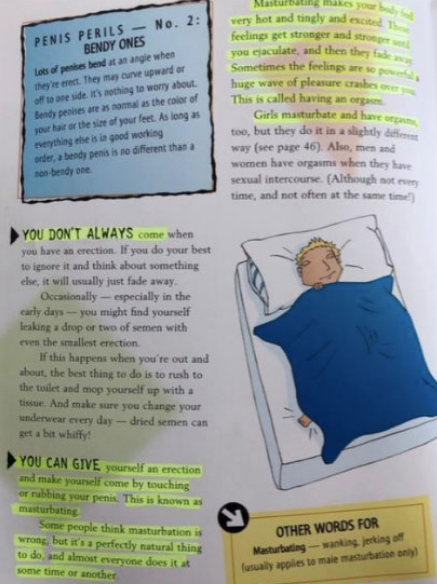 PENIS PERILS — No. 2:
BENDY ONES
Lots of penises bend at an angle when
they're erect. They may curve upward or
off to one side. It's nothing to worry about.
Bendy penises are as normal as the color of
your hair or the size of your feet. As long as
everything else is in good working
order, a bendy penis is no different than a
non-bendy one.
YOU DON'T ALWAYS come when
you have an erection. If you do your best
to ignore it and think about something
else, it will usually just fade away.
Occasionally — especially in the
early days — you might find yourself
leaking a drop or two of semen with
even the smallest erection.
If this happens when you're out and
about, the best thing to do is to rush to
the toilet and mop yourself up with a
tissue. And make sure you change your
underwear every day — dried semen can
get a bit whiffy!
YOU CAN GIVE yourself an erection
and make yourself come by touching
or rubbing your penis. This is known as
masturbating.
Some people think masturbation is
wrong, but it's a perfectly natural thing
to do, and almost everyone does it at
some time or another.
Masturbating makes your body feel
very hot and tingly and excited. These
feelings get stronger and stronger until
you ejaculate, and then they fade away.
Sometimes the feelings are so powerful a
huge wave of pleasure crashes over you.
This is called having an orgasm.
Girls masturbate and have orgasms,
too, but they do it in a slightly different
way (see page 46). Also, men and
women have orgasms when they have
sexual intercourse. (Although not every
time, and not often at the same time!)
OTHER WORDS FOR
Masturbating — wanking, jerking off
(usually applies to male masturbation only)